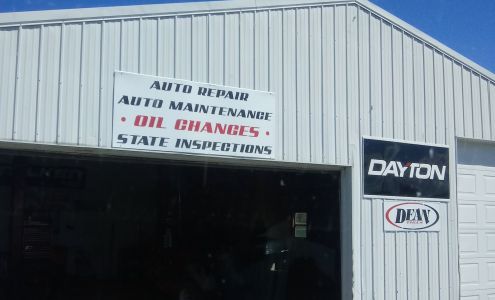 AUTO REPAIR
AUTO MAINTENANCE
• OIL CHANGES •
STATE INSPECTIONS
DAYTON
DEAN